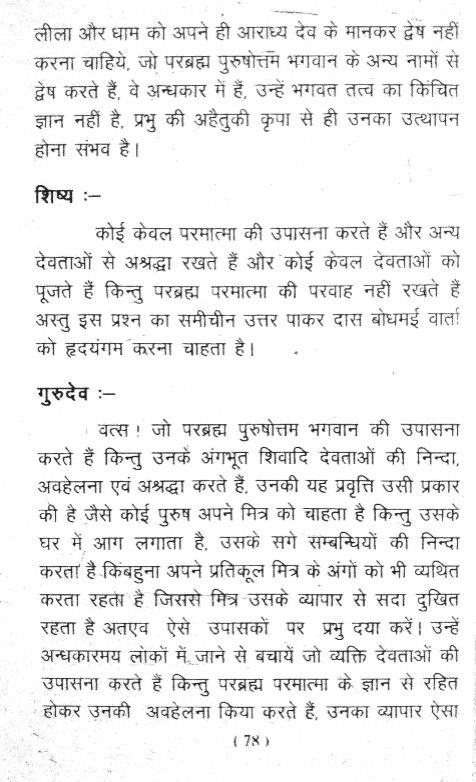 लीला और धाम को अपने ही आराध्य देव के मानकर द्वेष नहीं
करना चाहिये, जो परब्रह्म पुरुषोत्तम भगवान के अन्य नामों से
द्वेष करते हैं, वे अन्धकार में हैं, उन्हें भगवत तत्व का किंचित
ज्ञान नहीं है, प्रभु की अहैतुकी कृपा से ही उनका उत्थापन
होना संभव है।
शिष्य :–
कोई केवल परमात्मा की उपासना करते हैं और अन्य
देवताओं से अश्रद्धा रखते हैं और कोई केवल देवताओं को
पूजते हैं किन्तु परब्रह्म परमात्मा की परवाह नहीं रखते हैं
अस्तु इस प्रश्न का समीचीन उत्तर पाकर दास बोधमई वार्ता
को हृदयंगम करना चाहता है।
गुरुदेव :–
वत्स ! जो परब्रह्म पुरुषोत्तम भगवान की उपासना
करते हैं किन्तु उनके अंगभूत शिवादि देवताओं की निन्दा,
अवहेलना एवं अश्रद्धा करते हैं, उनकी यह प्रवृत्ति उसी प्रकार
की है जैसे कोई पुरुष अपने मित्र को चाहता है किन्तु उसके
घर में आग लगाता है, उसके सगे सम्बन्धियों की निन्दा
करता है किंबहुना अपने प्रतिकूल मित्र के अंगों को भी व्यथित
करता रहता है जिससे मित्र उसके व्यापार से सदा दुखित
रहता है अतएव ऐसे उपासकों पर प्रभु दया करें। उन्हें
अन्धकारमय लोकों में जाने से बचायें जो व्यक्ति देवताओं की
उपासना करते हैं किन्तु परब्रह्म परमात्मा के ज्ञान से रहित
होकर उनकी अवहेलना किया करते हैं, उनका व्यापार ऐसा
( 78 )